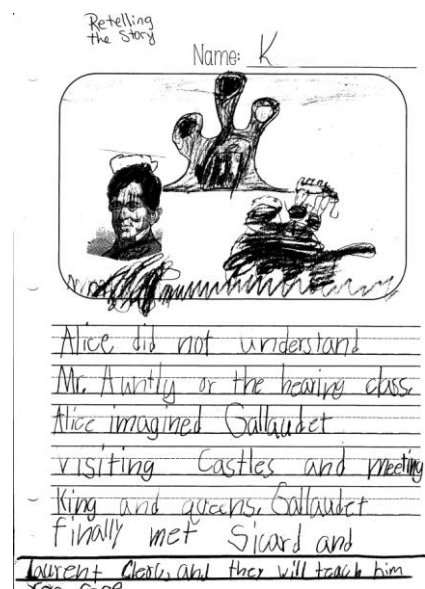 Retelling
the Story
Name: K
Alice did not understand
Mr. Huntly or the hearing class.
Alice imagined Gallaudet
visiting Castles and meeting
King and queens. Gallaudet
finally met Sicard and
Laurent Clerc, and they will teach him